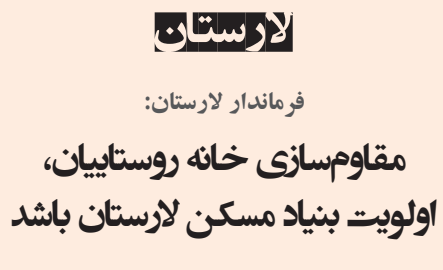 لارستان
فرماندار لارستان:
مقاوم‌سازی خانه روستاییان،
اولویت بنیاد مسکن لارستان باشد